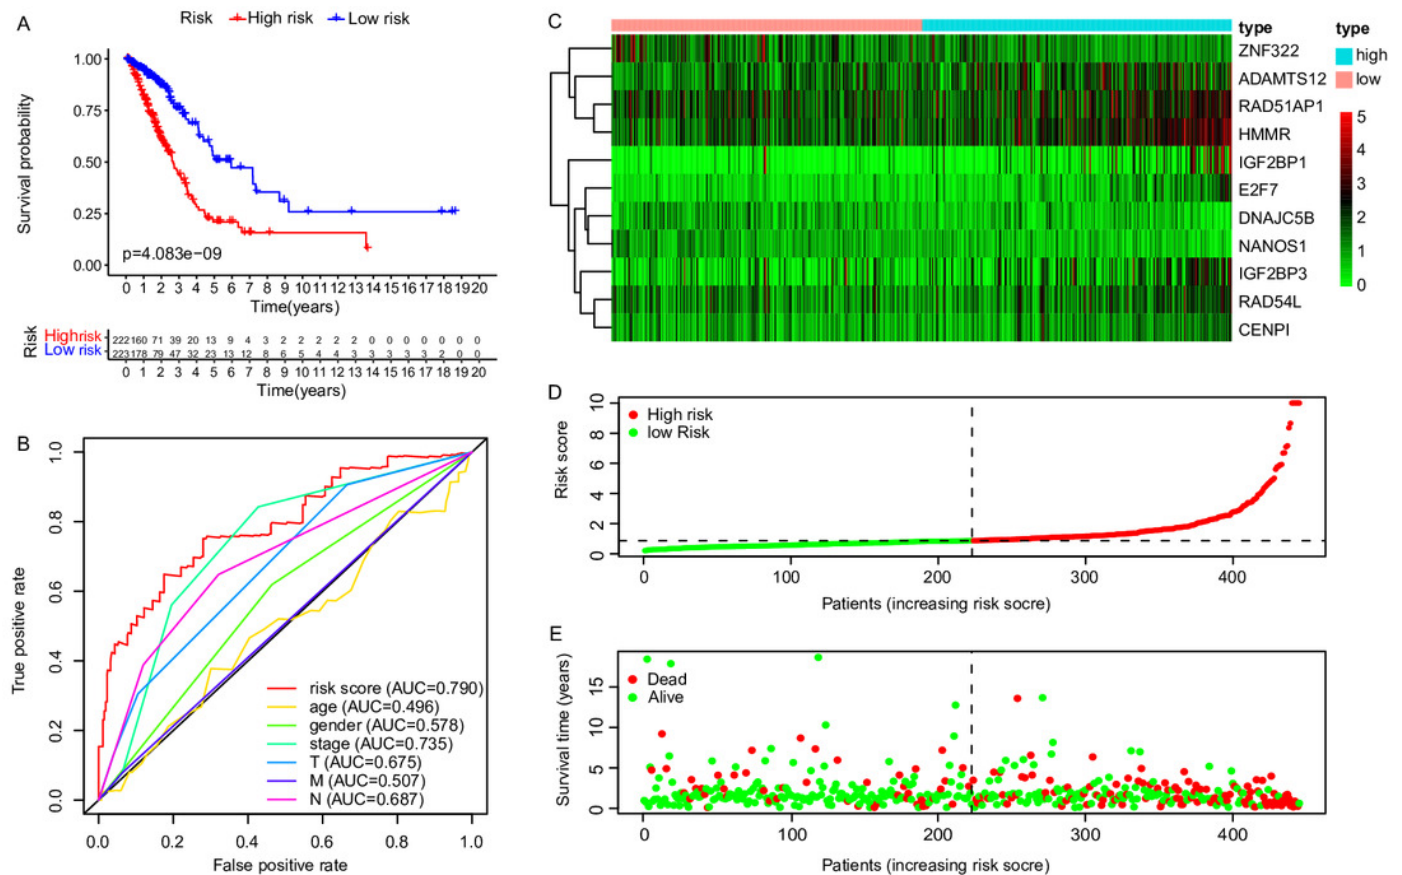 A
Risk High risk Low risk
Survival probability
1.00
0.75
0.50
0.25
0.00
p=4.083e−09
0 1 2 3 4 5 6 7 8 9 10 11 12 13 14 15 16 17 18 19 20
Time(years)
Risk
Highrisk 222 160 71 39 20 13 9 4 3 2 2 2 2 2 0 0 0 0 0 0 0
Low risk 223 178 79 47 32 23 13 12 8 6 5 4 4 3 3 3 3 3 2 0 0
0 1 2 3 4 5 6 7 8 9 10 11 12 13 14 15 16 17 18 19 20
Time(years)
B
True positive rate
1.0
0.8
0.6
0.4
0.2
0.0
risk score (AUC=0.790)
age (AUC=0.496)
gender (AUC=0.578)
stage (AUC=0.735)
T (AUC=0.675)
M (AUC=0.507)
N (AUC=0.687)
0.0 0.2 0.4 0.6 0.8 1.0
False positive rate
C
type
ZNF322
ADAMTS12
RAD51AP1
HMMR
IGF2BP1
E2F7
DNAJC5B
NANOS1
IGF2BP3
RAD54L
CENPI
type
high
low
5
4
3
2
1
0
D
Risk score
10
8
6
4
2
0
High risk
low Risk
0 100 200 300 400
Patients (increasing risk socre)
E
Survival time (years)
15
10
5
0
Dead
Alive
0 100 200 300 400
Patients (increasing risk socre)